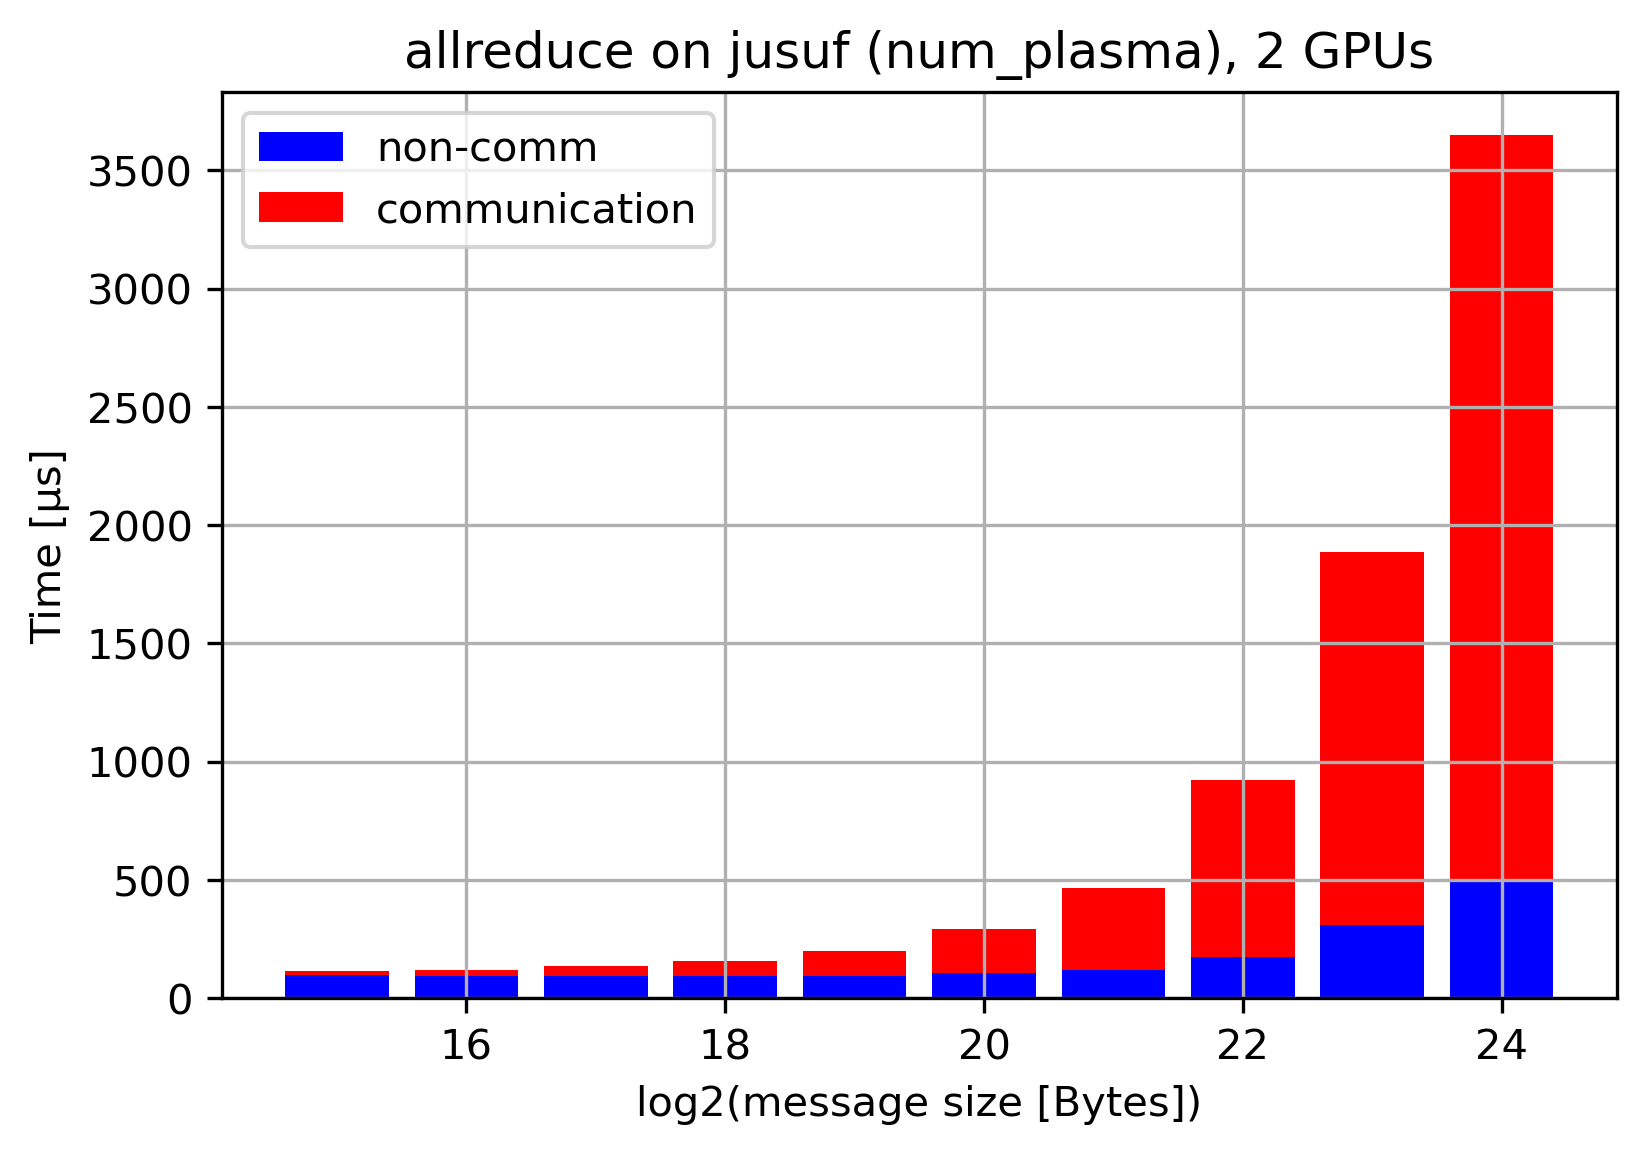 allreduce on jusuf (num_plasma), 2 GPUs
non-comm
communication
3500
3000
2500
2000
1500
1000
500
0
Time [µs]
16 18 20 22 24
log2(message size [Bytes])